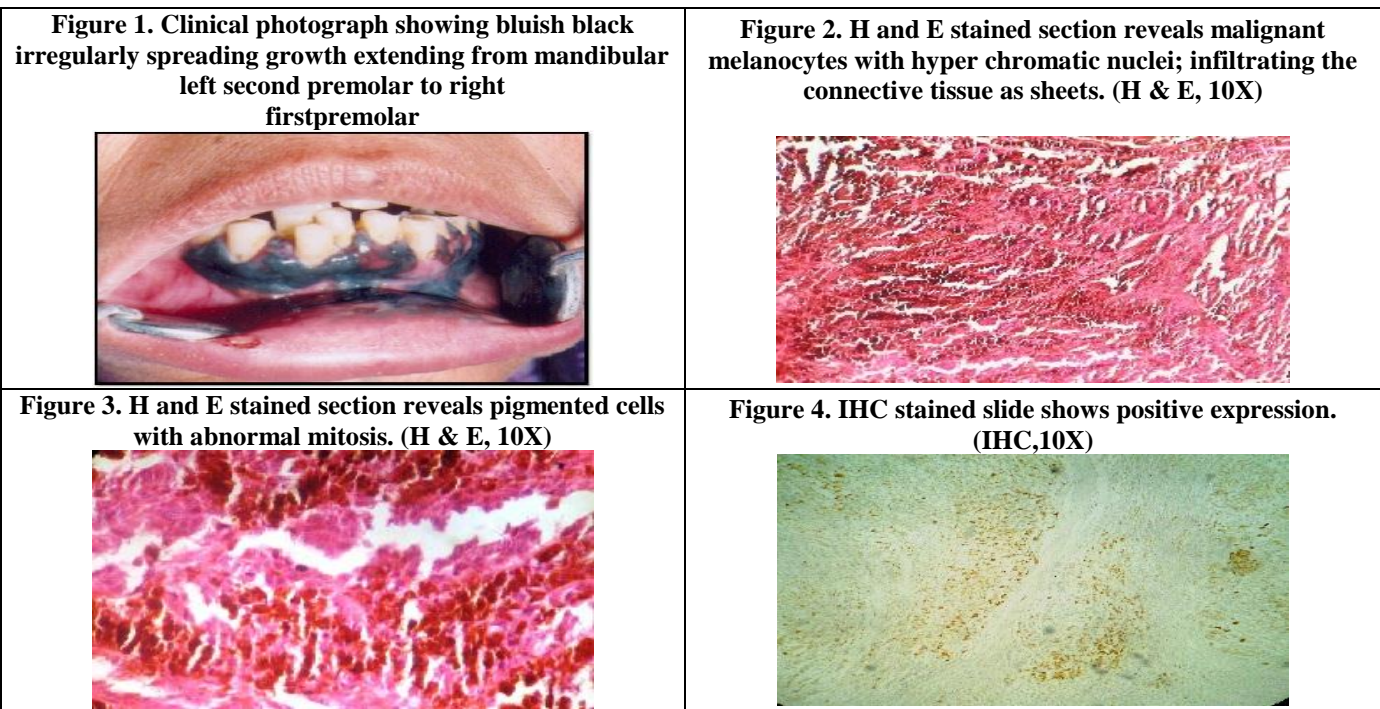 Figure 1. Clinical photograph showing bluish black
irregularly spreading growth extending from mandibular
left second premolar to right
firstpremolar
Figure 2. H and E stained section reveals malignant
melanocytes with hyper chromatic nuclei; infiltrating the
connective tissue as sheets. (H & E, 10X)
Figure 3. H and E stained section reveals pigmented cells
with abnormal mitosis. (H & E, 10X)
Figure 4. IHC stained slide shows positive expression.
(IHC,10X)